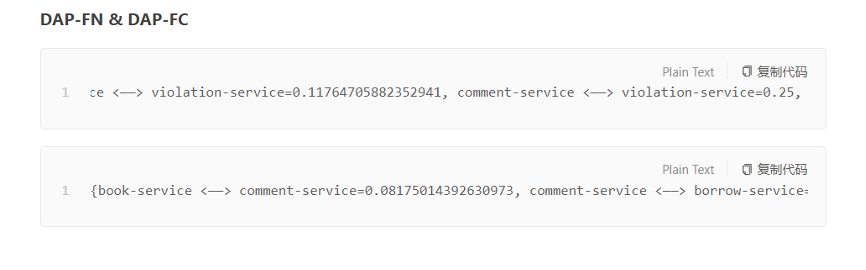 DAP-FN & DAP-FC
Plain Text 复制代码
1 ce <——> violation-service=0.11764705882352941, comment-service <——> violation-service=0.25,
Plain Text 复制代码
1 {book-service <——> comment-service=0.08175014392630973, comment-service <——> borrow-service=